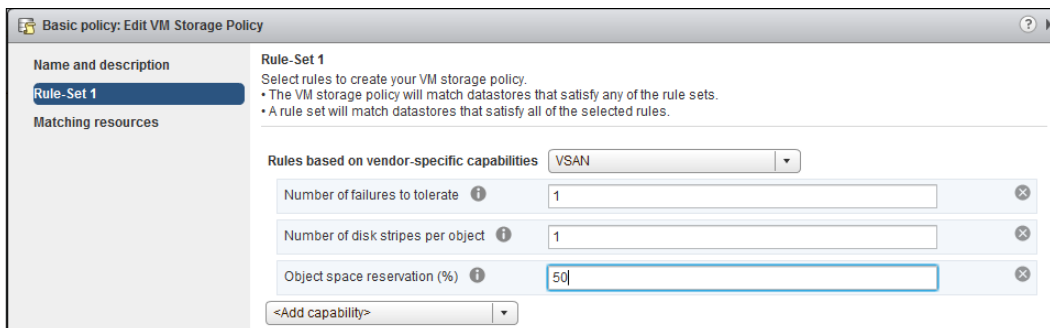 Basic policy: Edit VM Storage Policy
?
Name and description
Rule-Set 1
Matching resources
Rule-Set 1
Select rules to create your VM storage policy.
• The VM storage policy will match datastores that satisfy any of the rule sets.
• A rule set will match datastores that satisfy all of the selected rules.
Rules based on vendor-specific capabilities VSAN
Number of failures to tolerate 1
Number of disk stripes per object 1
Object space reservation (%) 50
<Add capability>